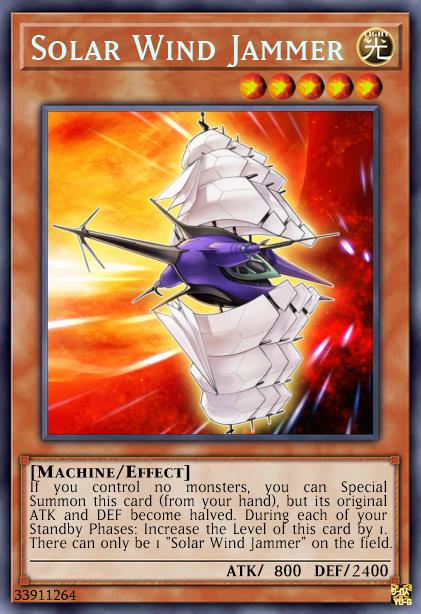 SOLAR WIND JAMMER
LIGHT
光
[MACHINE/EFFECT]
If you control no monsters, you can Special
Summon this card (from your hand), but its original
ATK and DEF become halved. During each of your
Standby Phases: Increase the Level of this card by 1.
There can only be 1 "Solar Wind Jammer" on the field.
ATK/ 800 DEF/2400
33911264